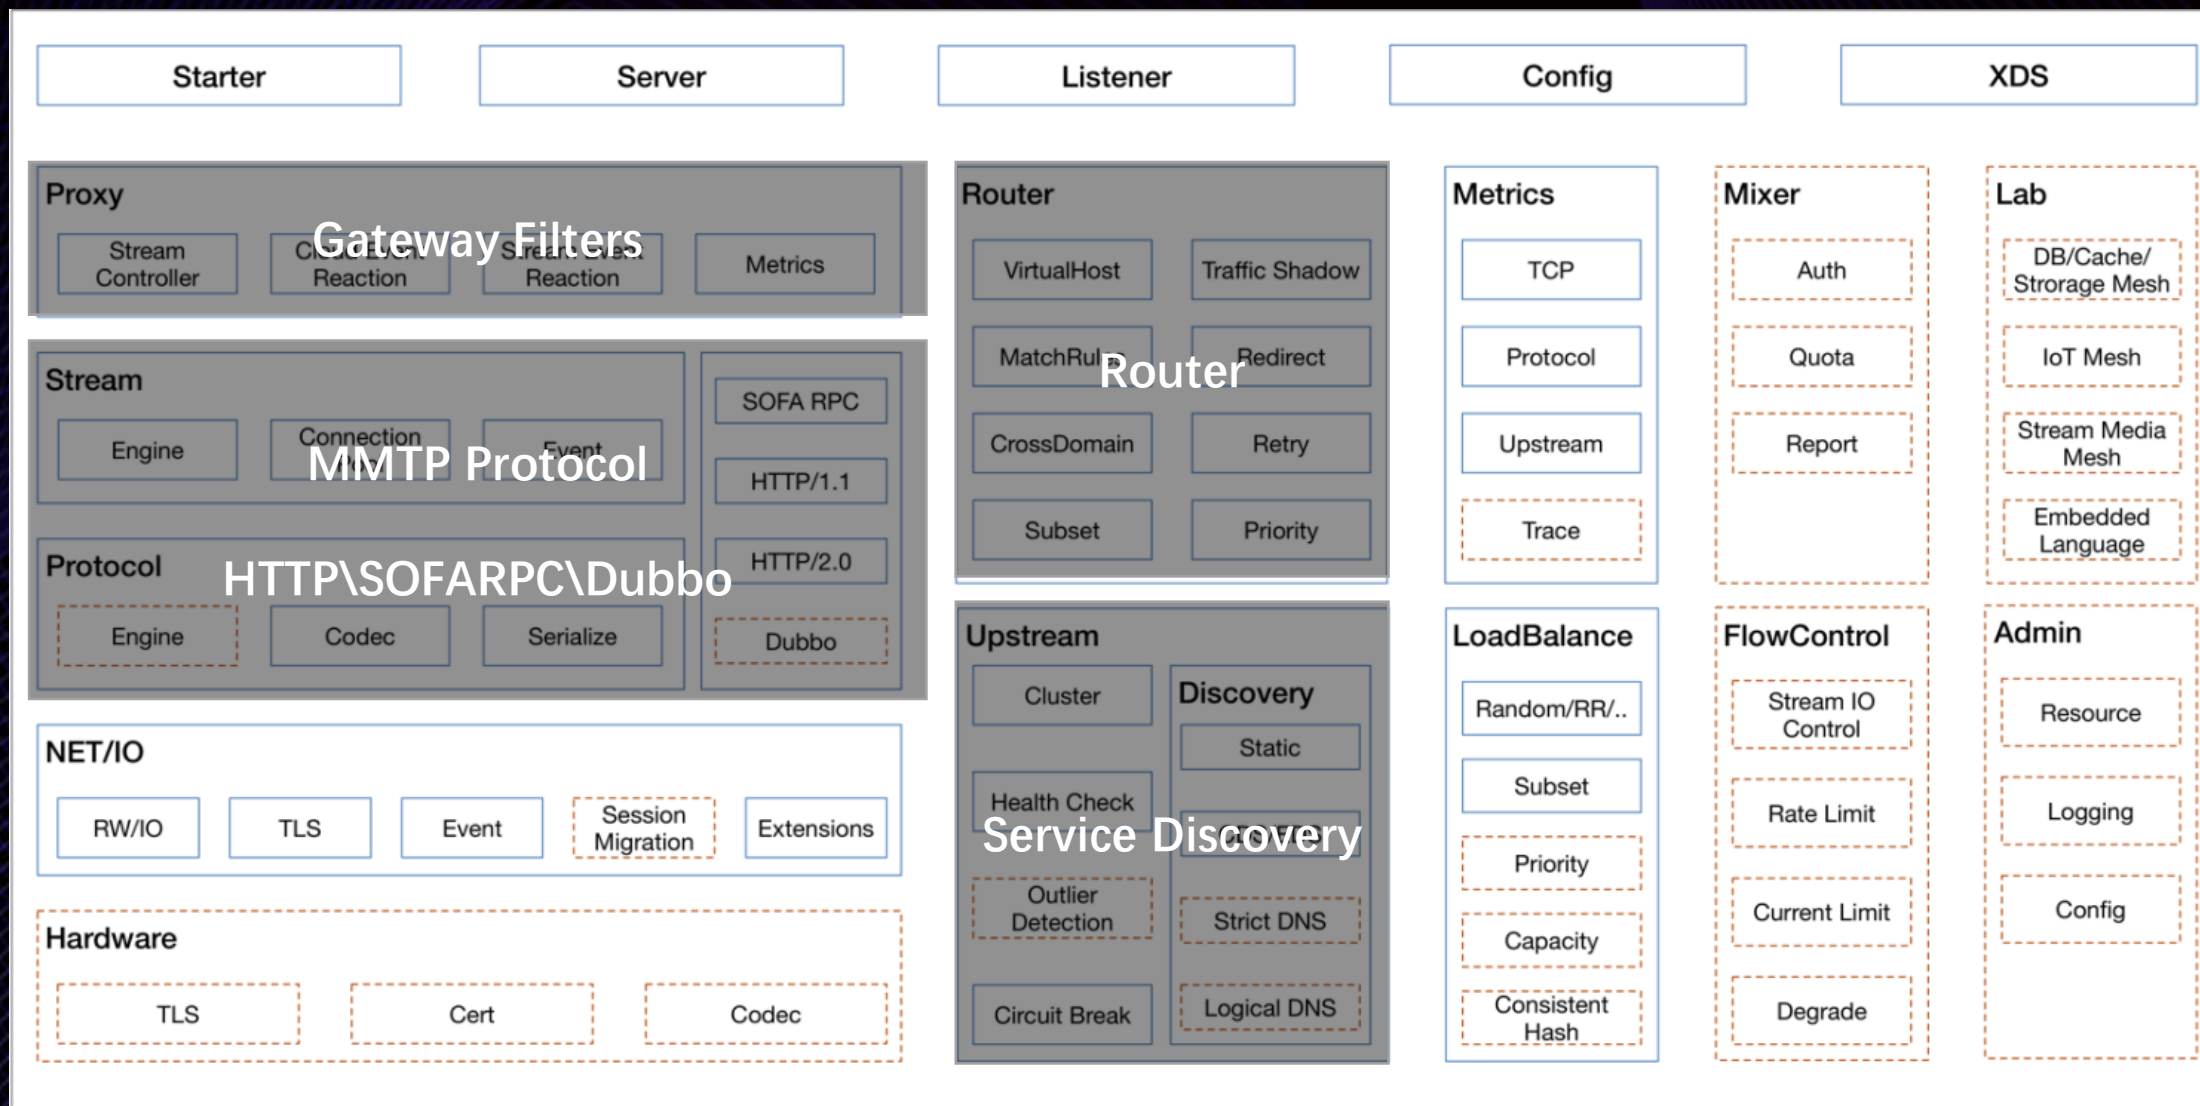 Starter
Server
Listener
Config
XDS
Proxy
Gateway Filters
Stream
Controller
Reaction
Stream Event
Reaction
Metrics
Stream
Engine
Connection
Event
MMTP Protocol
SOFA RPC
HTTP/1.1
HTTP/2.0
Dubbo
Protocol
HTTP\SOFARPC\Dubbo
Engine
Codec
Serialize
NET/IO
RW/IO
TLS
Event
Session
Migration
Extensions
Hardware
TLS
Cert
Codec
Router
VirtualHost
Traffic Shadow
MatchRules
Redirect
Router
CrossDomain
Retry
Subset
Priority
Upstream
Cluster
Health Check
Service Discovery
Outlier
Detection
Circuit Break
Discovery
Static
Strict DNS
Logical DNS
Metrics
TCP
Protocol
Upstream
Trace
Mixer
Auth
Quota
Report
Lab
DB/Cache/
Strorage Mesh
IoT Mesh
Stream Media
Mesh
Embedded
Language
LoadBalance
Random/RR/..
Subset
Priority
Capacity
Consistent
Hash
FlowControl
Stream IO
Control
Rate Limit
Current Limit
Degrade
Admin
Resource
Logging
Config